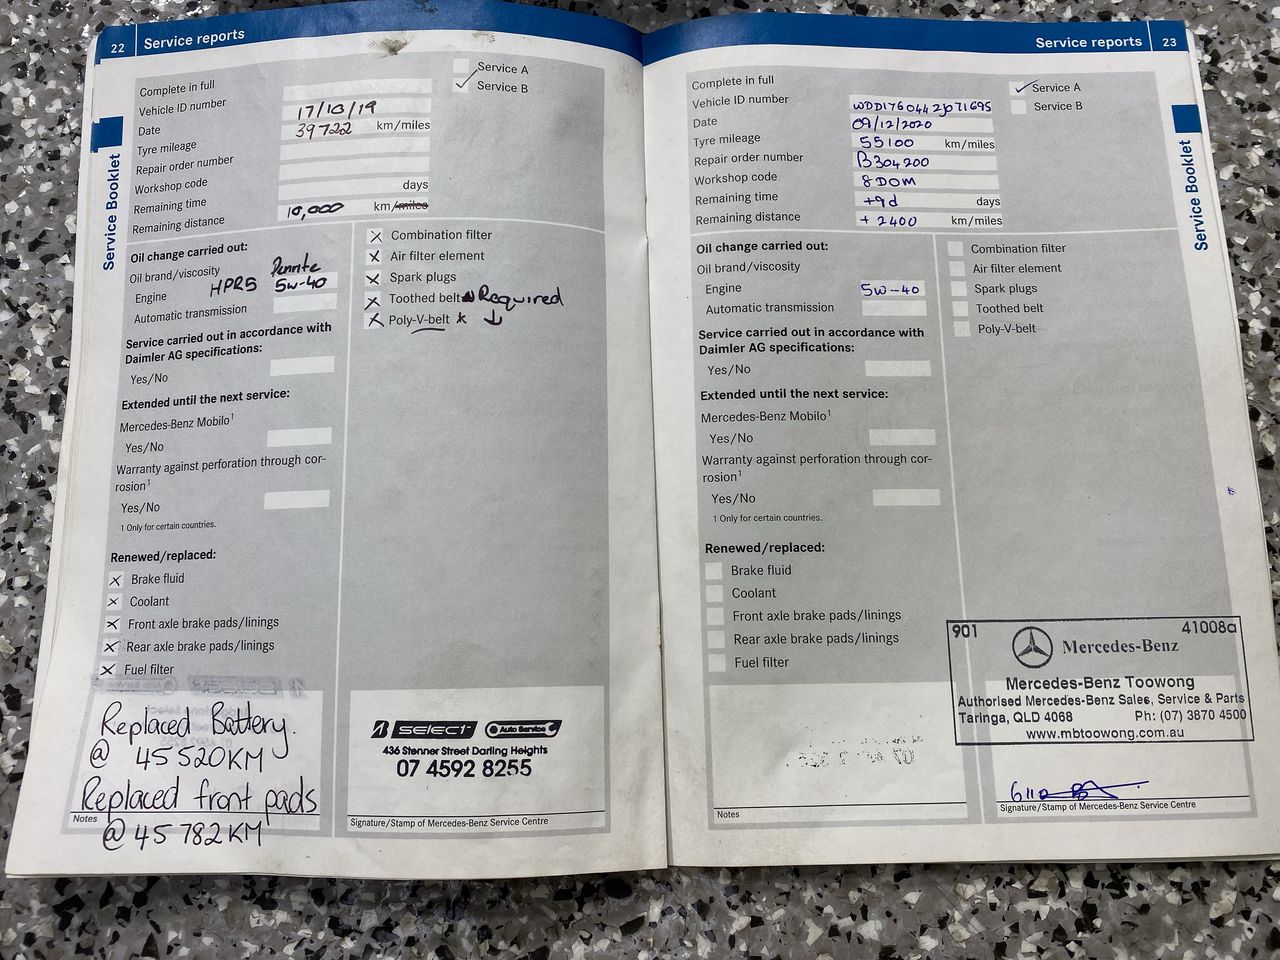 22 Service reports
Complete in full
Vehicle ID number
Date 17/10/19
Tyre mileage 39722 km/miles
Repair order number
Workshop code
Remaining time days
Remaining distance 10,000 km/miles
Service A
✓ Service B
Service Booklet
Oil change carried out:
Oil brand/viscosity
Engine HPR5 Pennte 5w-40
Automatic transmission
Service carried out in accordance with
Daimler AG specifications:
Yes/No
Extended until the next service:
Mercedes-Benz Mobilo1
Yes/No
Warranty against perforation through cor-
rosion1
Yes/No
1 Only for certain countries.
Renewed/replaced:
X Brake fluid
X Coolant
X Front axle brake pads/linings
X Rear axle brake pads/linings
X Fuel filter
X Combination filter
X Air filter element
X Spark plugs
X Toothed belt Required
X Poly-V-belt * ↓
Replaced Battery.
@ 45520KM
Replaced front pads
Notes
@ 45782KM
SELECT Auto Service
436 Stenner Street Darling Heights
07 4592 8255
Signature/Stamp of Mercedes-Benz Service Centre
Service reports 23
Complete in full
Vehicle ID number WDD1760442J071695
Date 09/12/2020
Tyre mileage 55100 km/miles
Repair order number B304200
Workshop code 8DOM
Remaining time +9d days
Remaining distance +2400 km/miles
✓ Service A
Service B
Service Booklet
Oil change carried out:
Oil brand/viscosity
Engine 5w-40
Automatic transmission
Service carried out in accordance with
Daimler AG specifications:
Yes/No
Extended until the next service:
Mercedes-Benz Mobilo1
Yes/No
Warranty against perforation through cor-
rosion1
Yes/No
1 Only for certain countries.
Renewed/replaced:
Brake fluid
Coolant
Front axle brake pads/linings
Rear axle brake pads/linings
Fuel filter
Combination filter
Air filter element
Spark plugs
Toothed belt
Poly-V-belt
901 41008a
Mercedes-Benz
Mercedes-Benz Toowong
Authorised Mercedes-Benz Sales, Service & Parts
Taringa, QLD 4068 Ph: (07) 3870 4500
www.mbtoowong.com.au
Notes
Signature/Stamp of Mercedes-Benz Service Centre